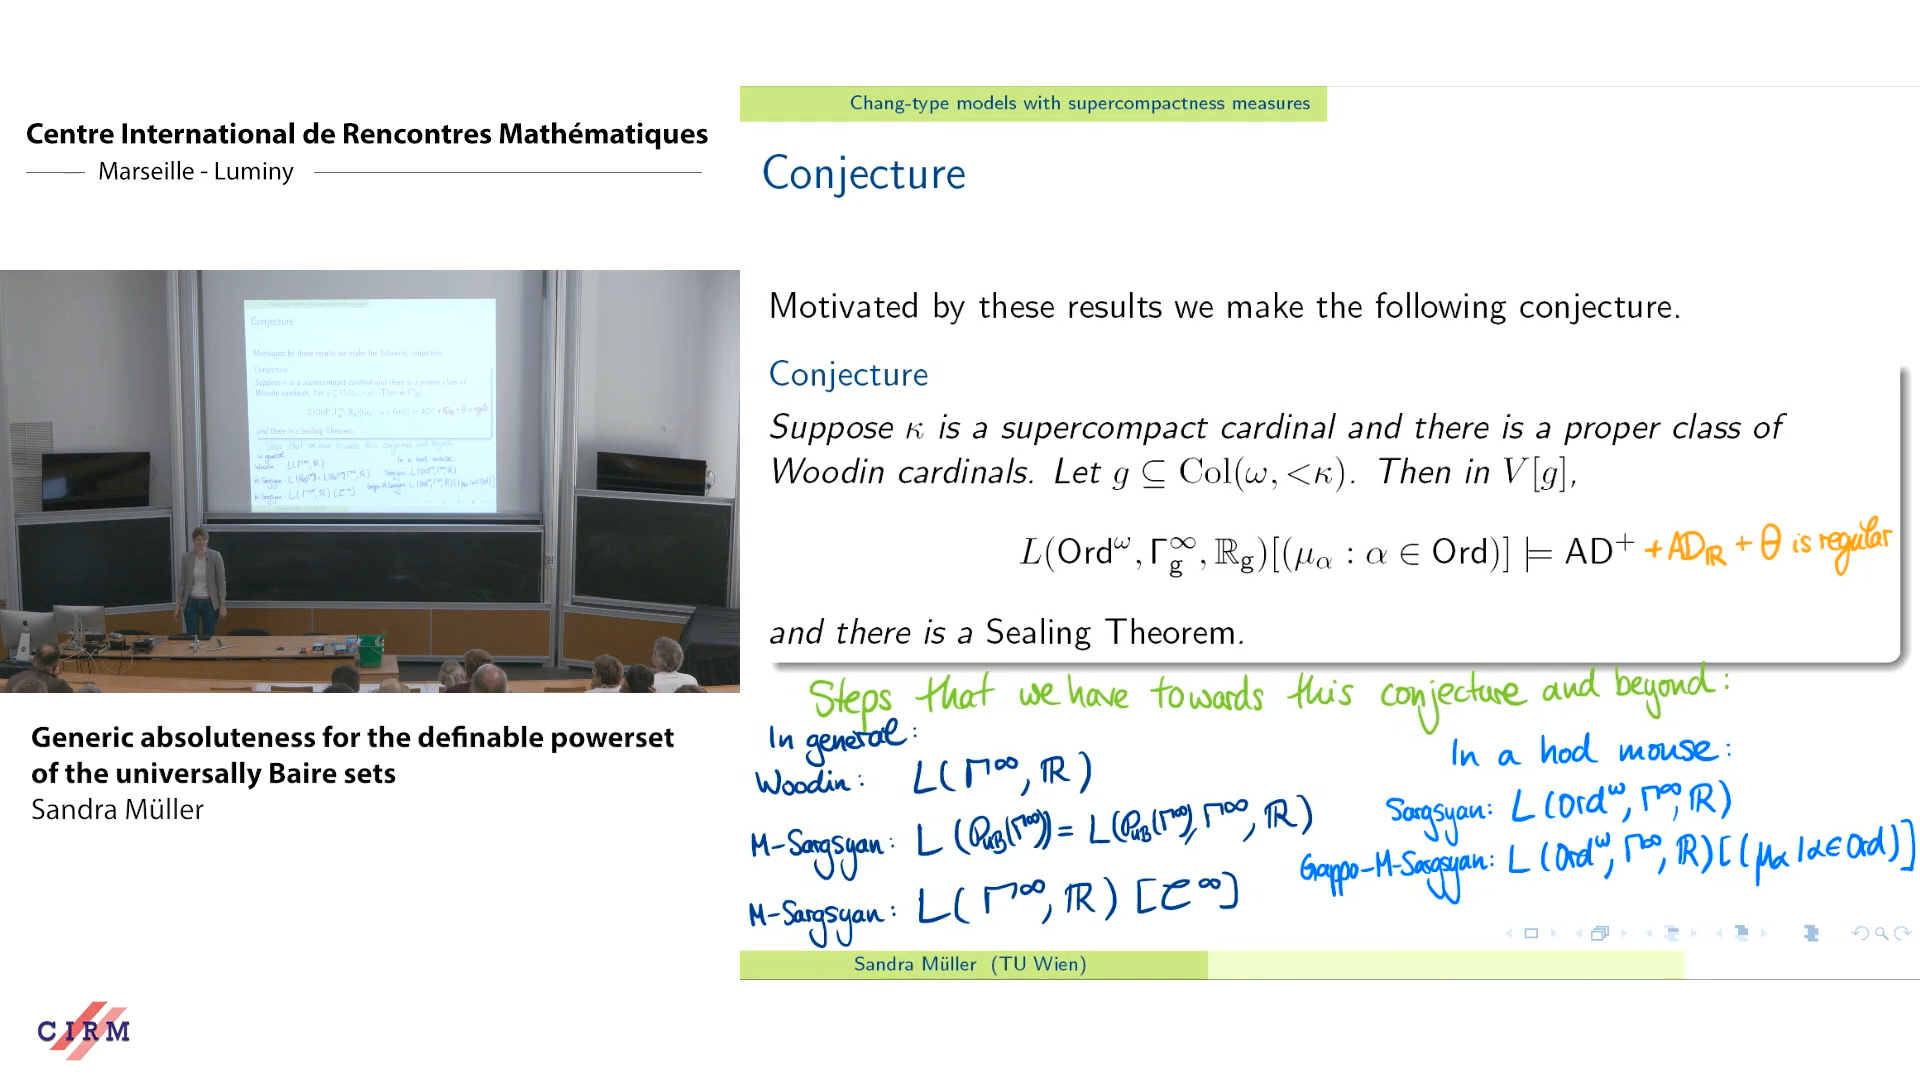 Centre International de Rencontres Mathématiques
Marseille - Luminy
Generic absoluteness for the definable powerset
of the universally Baire sets
Sandra Müller
CIRM
Chang-type models with supercompactness measures
Conjecture
Motivated by these results we make the following conjecture.
Conjecture
Suppose κ is a supercompact cardinal and there is a proper class of
Woodin cardinals. Let g ⊆ Col(ω, <κ). Then in V[g],
L(Ord^ω, Γ_g^∞, ℝ_g)[(μ_α : α ∈ Ord)] ⊨ AD⁺ + AD_ℝ + θ is regular
and there is a Sealing Theorem.
Steps that we have towards this conjecture and beyond:
In general:
Woodin: L(Γ^∞, ℝ)
M-Sargsyan: L(℘_uB(Γ^∞)) = L(℘_uB(Γ^∞), Γ^∞, ℝ)
M-Sargsyan: L(Γ^∞, ℝ)[C^∞]
In a hod mouse:
Sargsyan: L(Ord^ω, Γ^∞, ℝ)
Gappo-M-Sargsyan: L(Ord^ω, Γ^∞, ℝ)[(μ_α | α ∈ Ord)]
Sandra Müller (TU Wien)